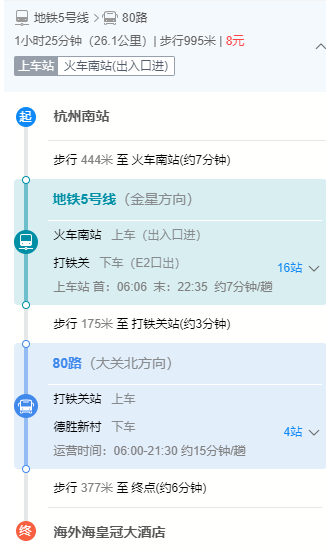 地铁5号线 > 80路
1小时25分钟（26.1公里）| 步行995米 | 8元
上车站 火车南站(出入口进)
起 杭州南站
步行 444米 至 火车南站(约7分钟)
地铁5号线（金星方向）
火车南站 上车（出入口进）
打铁关 下车（E2口出） 16站
上车站 首：06:06 末：22:35 约7分钟/趟
步行 175米 至 打铁关站(约3分钟)
80路（大关北方向）
打铁关站 上车
德胜新村 下车 4站
运营时间：06:00-21:30 约15分钟/趟
步行 377米 至 终点(约6分钟)
终 海外海皇冠大酒店